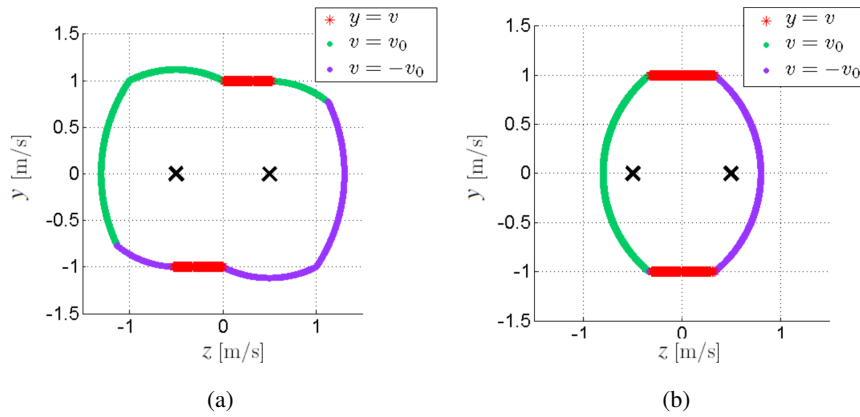 y = v
v = v₀
v = −v₀
1.5
1
0.5
0
-0.5
-1
-1.5
-1 0 1
y [m/s]
z [m/s]
(a)
y = v
v = v₀
v = −v₀
1.5
1
0.5
0
-0.5
-1
-1.5
-1 0 1
y [m/s]
z [m/s]
(b)